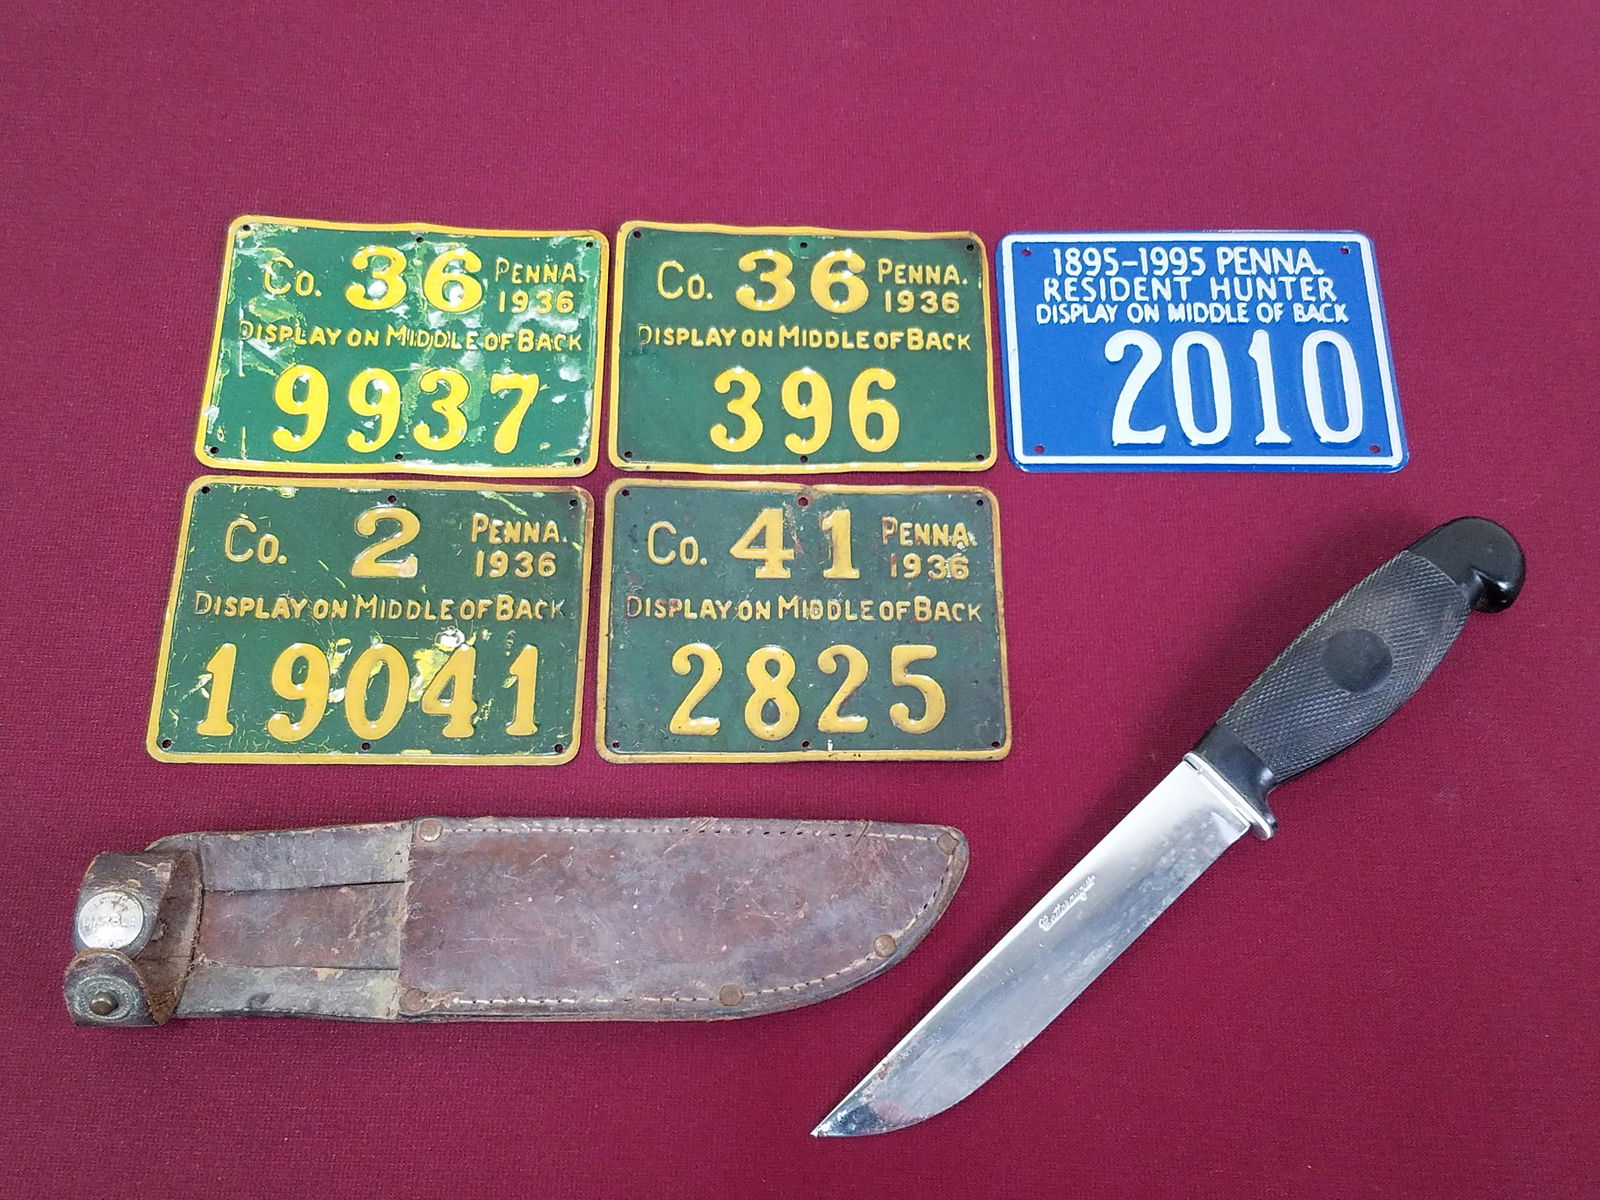 Co. 36 PENNA.
1936
DISPLAY ON MIDDLE OF BACK
9937
Co. 36 PENNA.
1936
DISPLAY ON MIDDLE OF BACK
396
1895-1995 PENNA.
RESIDENT HUNTER
DISPLAY ON MIDDLE OF BACK
2010
Co. 2 PENNA.
1936
DISPLAY ON MIDDLE OF BACK
19041
Co. 41 PENNA.
1936
DISPLAY ON MIDDLE OF BACK
2825
Cattaraugus